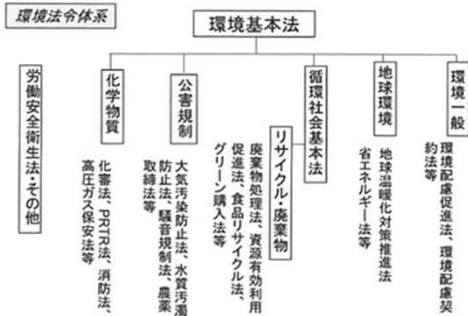 環境法令体系
環境基本法
環境一般
環境配慮促進法、環境配慮契
約法等
地球環境
地球温暖化対策推進法
省エネルギー法等
循環社会基本法
リサイクル・廃棄物
廃棄物処理法、資源有効利用
促進法、食品リサイクル法、
グリーン購入法等
公害規制
大気汚染防止法、水質汚濁
防止法、騒音規制法、農薬
取締法等
化学物質
化審法、PRTR法、消防法、
高圧ガス保安法等
労働安全衛生法・その他